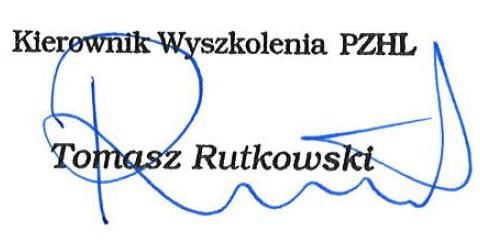 Kierownik Wyszkolenia PZHL
Tomasz Rutkowski